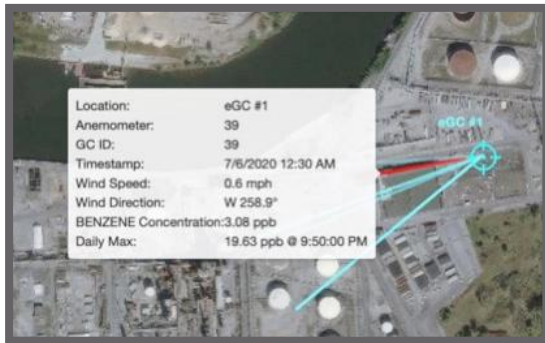 Location: eGC #1
Anemometer: 39
GC ID: 39
Timestamp: 7/6/2020 12:30 AM
Wind Speed: 0.6 mph
Wind Direction: W 258.9°
BENZENE Concentration:3.08 ppb
Daily Max: 19.63 ppb @ 9:50:00 PM
eGC #1